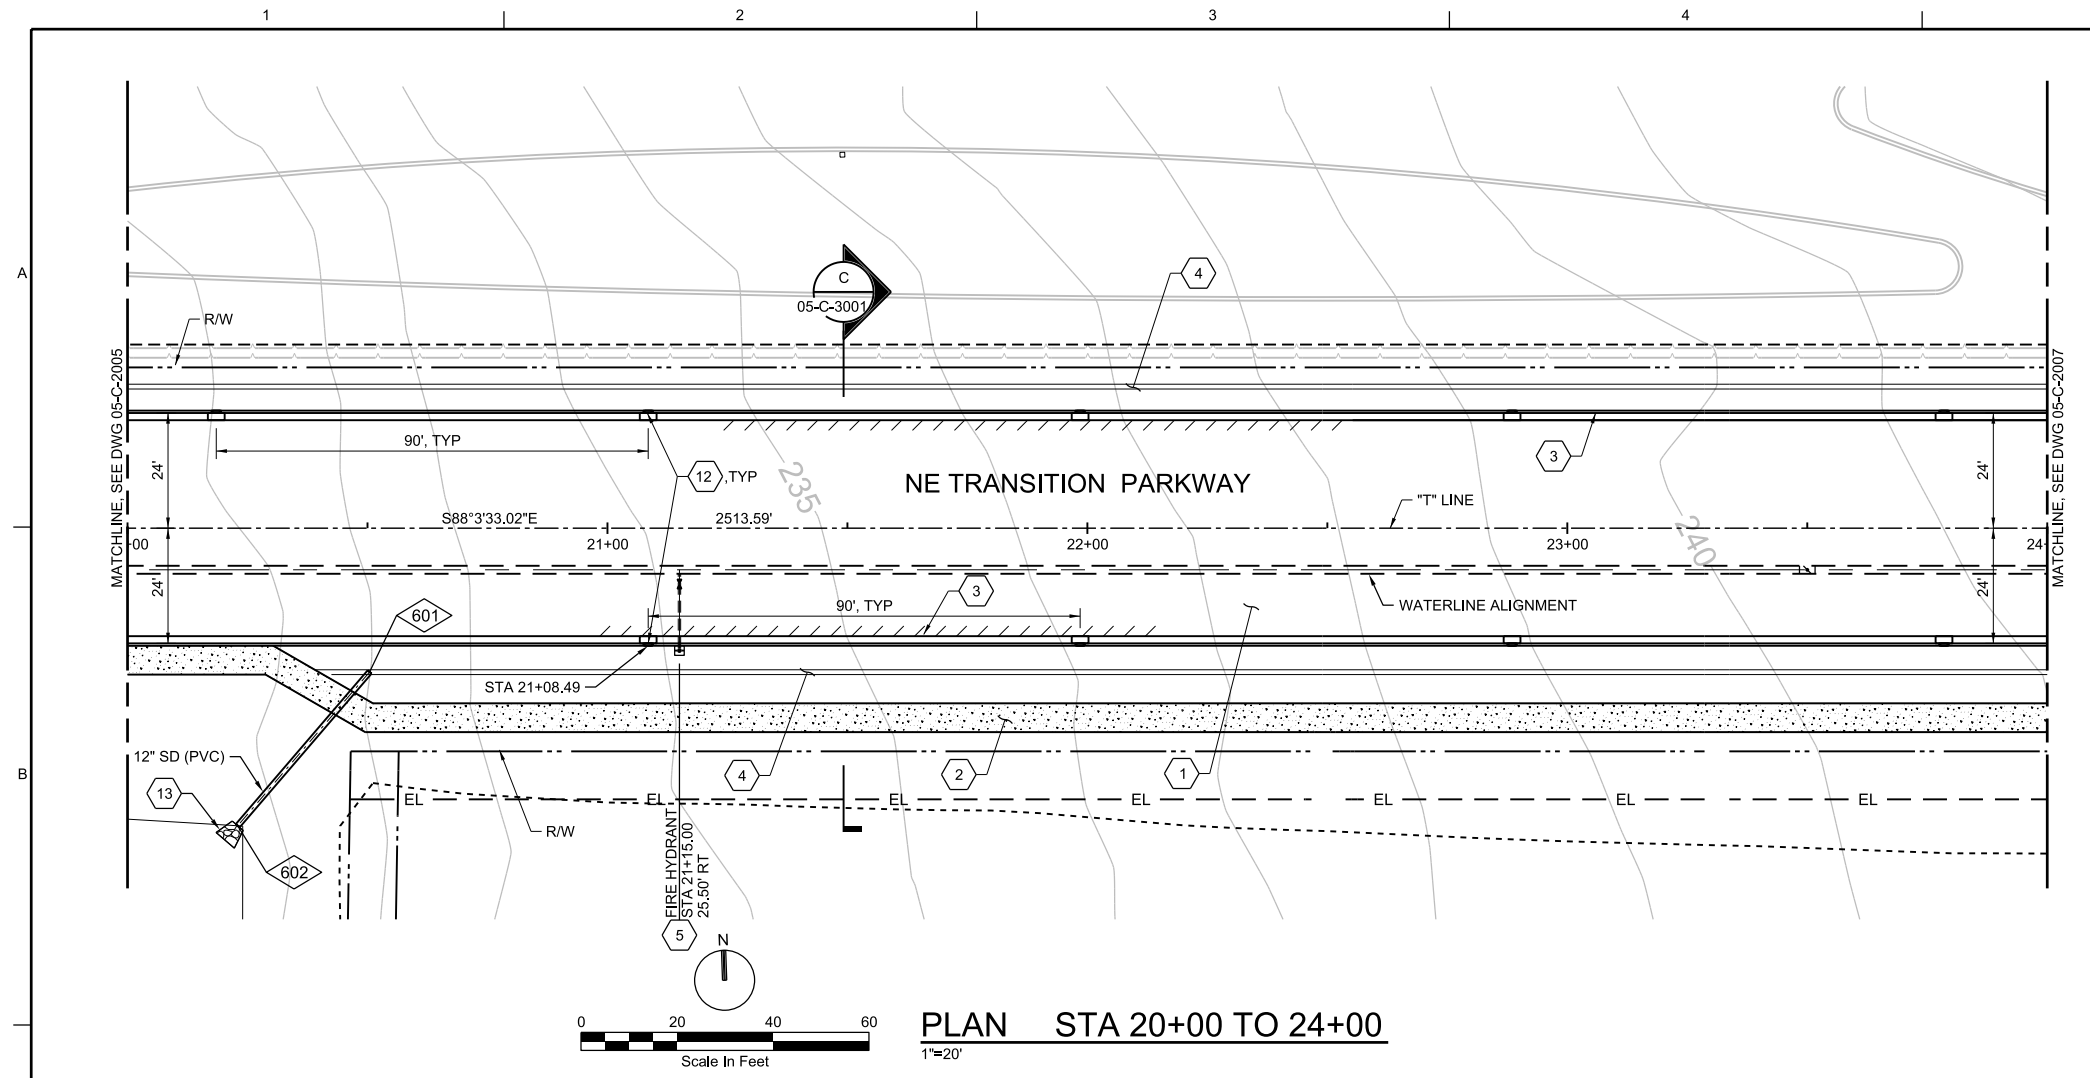 1
2
3
4
A
C
05-C-3001
4
R/W
MATCHLINE, SEE DWG 05-C-2005
MATCHLINE, SEE DWG 05-C-2007
90', TYP
24'
12
,TYP
235
NE TRANSITION PARKWAY
3
24'
"T" LINE
S88°3'33.02"E
2513.59'
+00
21+00
22+00
23+00
24
240
24'
601
90', TYP
3
WATERLINE ALIGNMENT
24'
STA 21+08.49
12" SD (PVC)
13
4
2
1
B
EL
EL
EL
EL
EL
EL
EL
R/W
602
FIRE HYDRANT
STA 21+15.00
25.50' RT
5
N
0
20
40
60
Scale In Feet
PLAN STA 20+00 TO 24+00
1"=20'